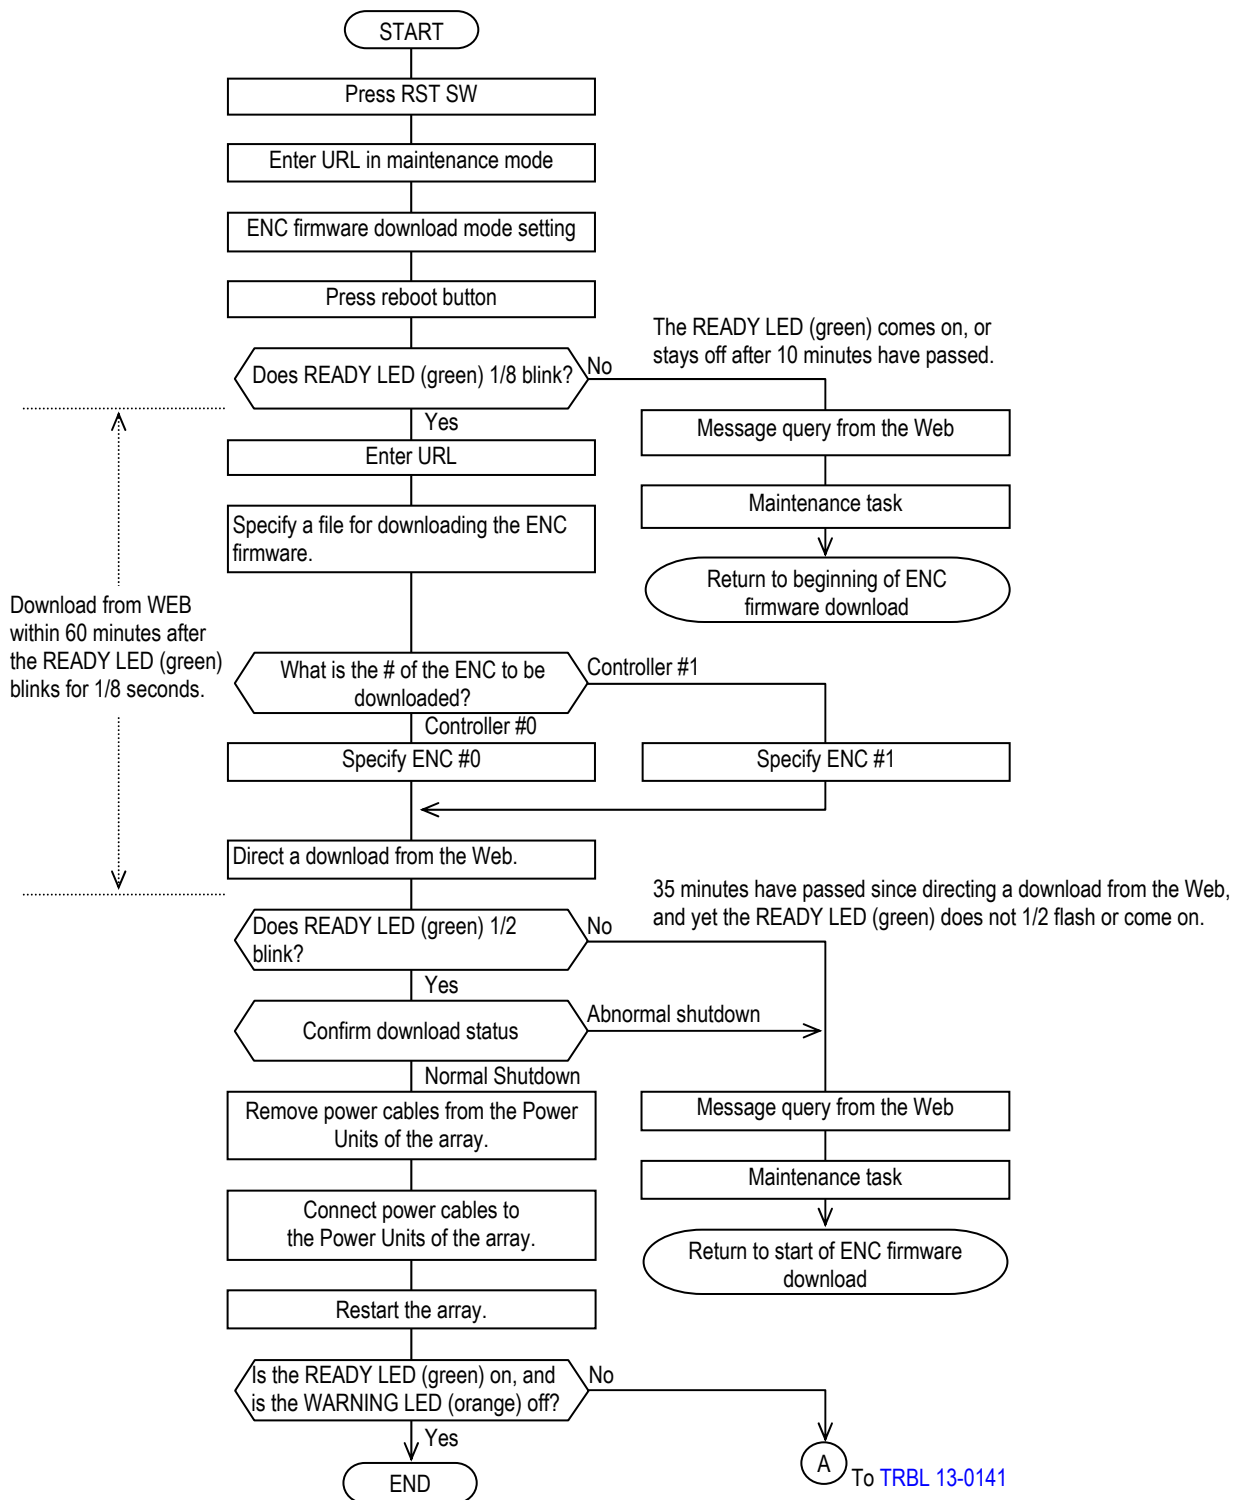 START
Press RST SW
Enter URL in maintenance mode
ENC firmware download mode setting
Press reboot button
The READY LED (green) comes on, or
stays off after 10 minutes have passed.
Does READY LED (green) 1/8 blink?
No
Yes
Message query from the Web
Enter URL
Maintenance task
Specify a file for downloading the ENC
firmware.
Return to beginning of ENC
firmware download
Download from WEB
within 60 minutes after
the READY LED (green)
blinks for 1/8 seconds.
What is the # of the ENC to be
downloaded?
Controller #1
Controller #0
Specify ENC #0
Specify ENC #1
Direct a download from the Web.
35 minutes have passed since directing a download from the Web,
and yet the READY LED (green) does not 1/2 flash or come on.
Does READY LED (green) 1/2
blink?
No
Yes
Confirm download status
Abnormal shutdown
Normal Shutdown
Remove power cables from the Power
Units of the array.
Message query from the Web
Maintenance task
Connect power cables to
the Power Units of the array.
Return to start of ENC firmware
download
Restart the array.
Is the READY LED (green) on, and
is the WARNING LED (orange) off?
No
Yes
END
A
To TRBL 13-0141